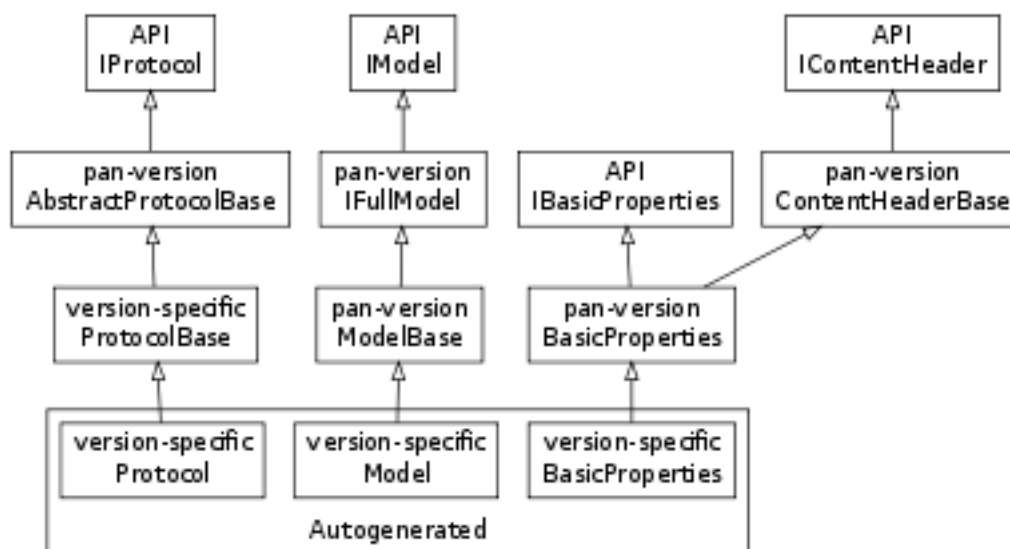 API
IProtocol
API
IModel
API
IContentHeader
pan-version
AbstractProtocolBase
pan-version
IFullModel
API
IBasicProperties
pan-version
ContentHeaderBase
version-specific
ProtocolBase
pan-version
ModelBase
pan-version
BasicProperties
version-specific
Protocol
version-specific
Model
version-specific
BasicProperties
Autogenerated